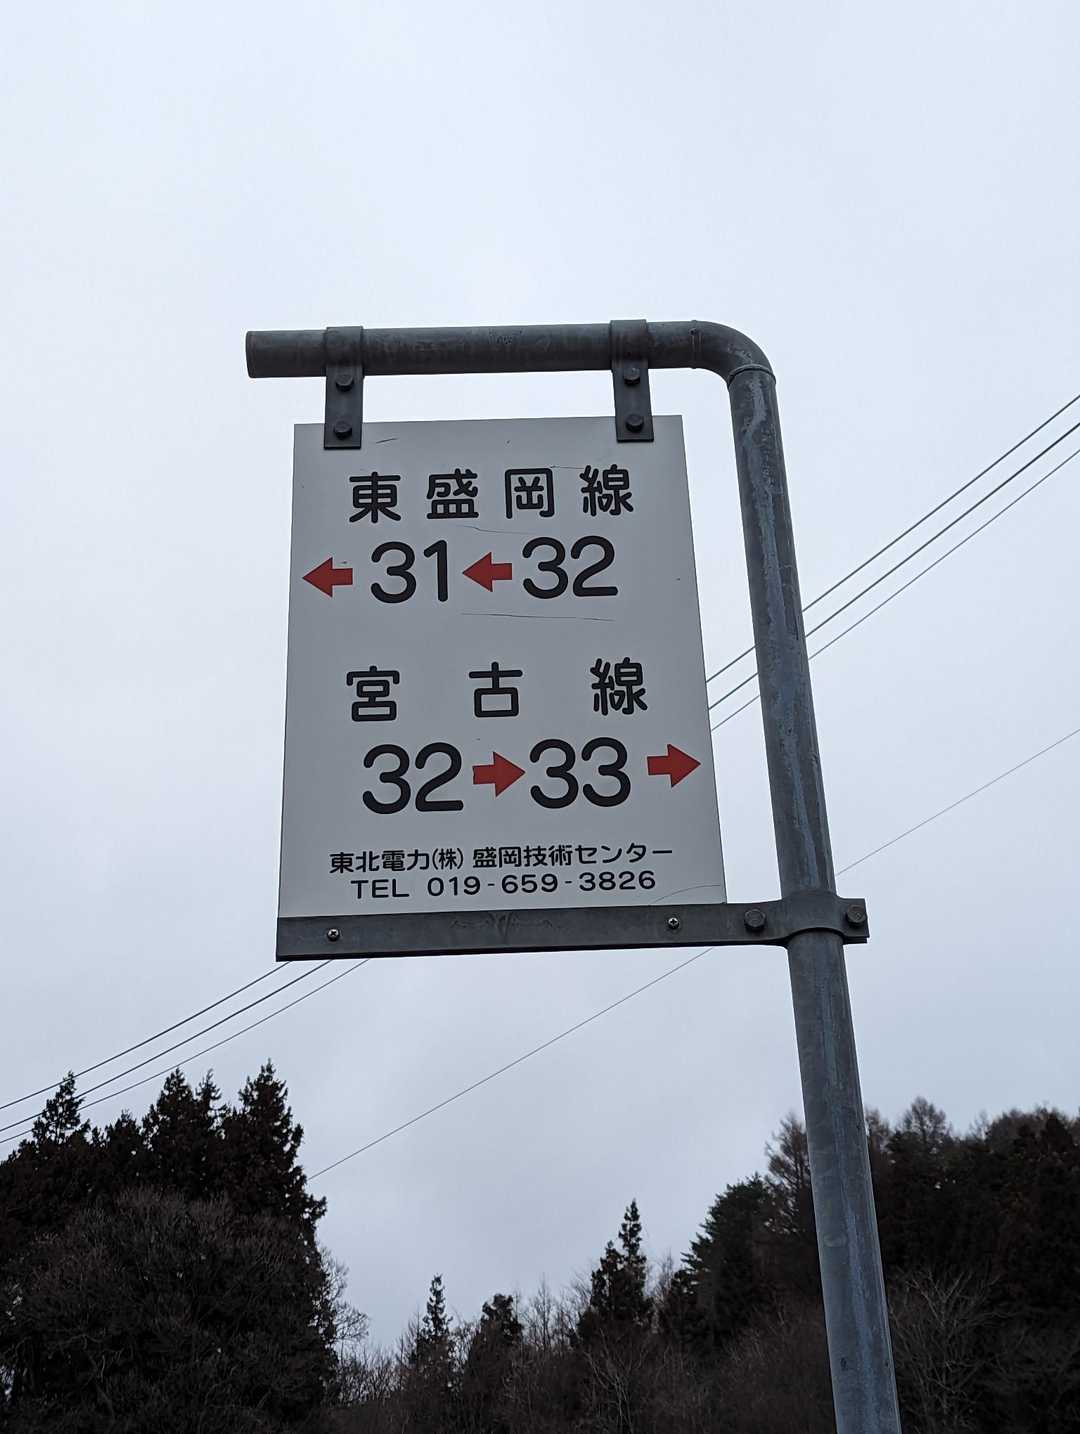 東盛岡線
←31←32
宮古線
32→33→
東北電力(株)盛岡技術センター
TEL 019-659-3826